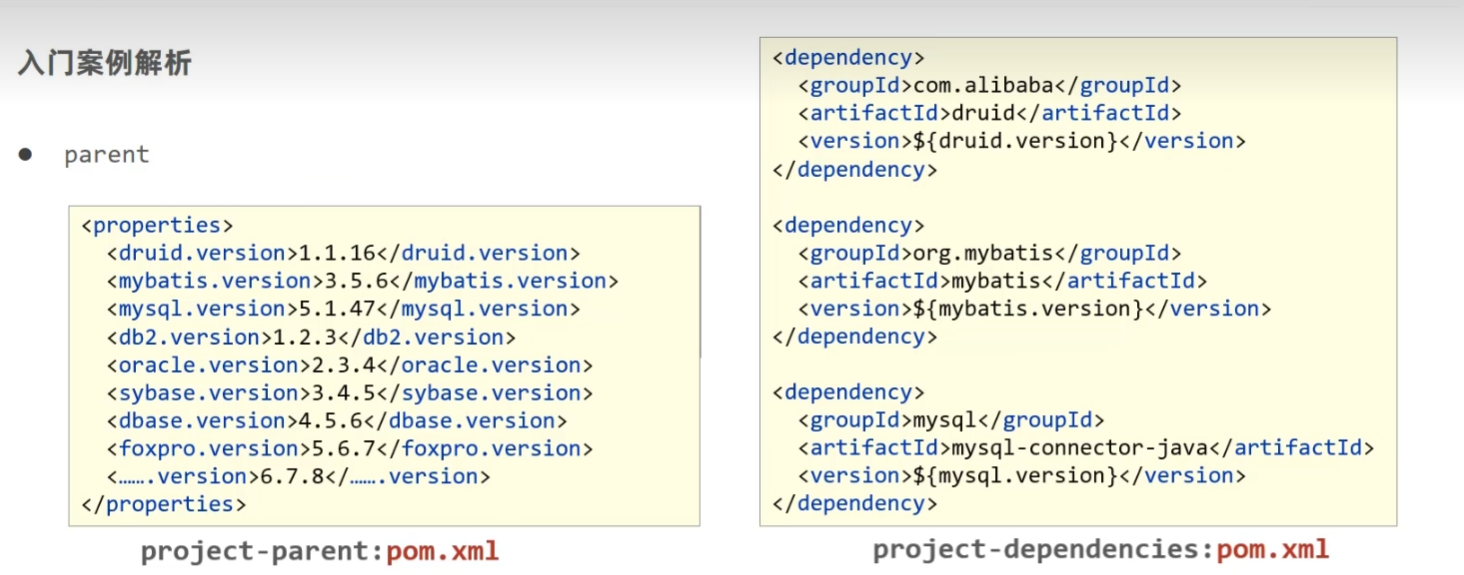 入门案例解析
● parent
<properties>
  <druid.version>1.1.16</druid.version>
  <mybatis.version>3.5.6</mybatis.version>
  <mysql.version>5.1.47</mysql.version>
  <db2.version>1.2.3</db2.version>
  <oracle.version>2.3.4</oracle.version>
  <sybase.version>3.4.5</sybase.version>
  <dbase.version>4.5.6</dbase.version>
  <foxpro.version>5.6.7</foxpro.version>
  <…….version>6.7.8</…….version>
</properties>
project-parent:pom.xml
<dependency>
  <groupId>com.alibaba</groupId>
  <artifactId>druid</artifactId>
  <version>${druid.version}</version>
</dependency>
<dependency>
  <groupId>org.mybatis</groupId>
  <artifactId>mybatis</artifactId>
  <version>${mybatis.version}</version>
</dependency>
<dependency>
  <groupId>mysql</groupId>
  <artifactId>mysql-connector-java</artifactId>
  <version>${mysql.version}</version>
</dependency>
project-dependencies:pom.xml